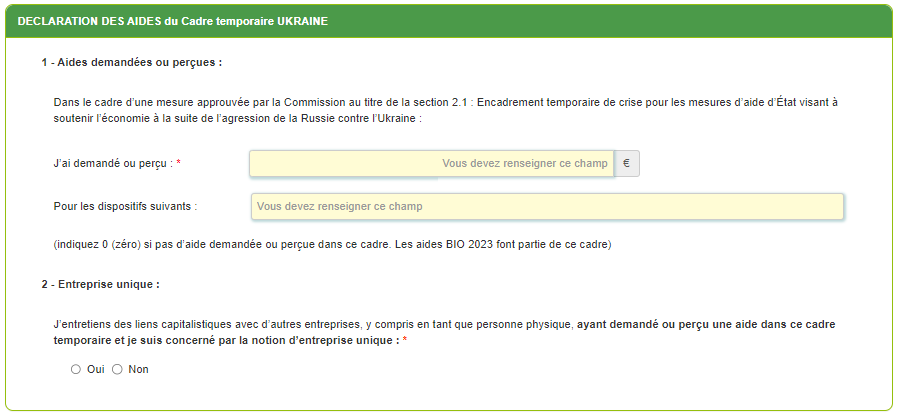 DECLARATION DES AIDES du Cadre temporaire UKRAINE
1 - Aides demandées ou perçues :
Dans le cadre d’une mesure approuvée par la Commission au titre de la section 2.1 : Encadrement temporaire de crise pour les mesures d’aide d’État visant à
soutenir l’économie à la suite de l’agression de la Russie contre l’Ukraine :
J’ai demandé ou perçu : * Vous devez renseigner ce champ €
Pour les dispositifs suivants : Vous devez renseigner ce champ
(indiquez 0 (zéro) si pas d’aide demandée ou perçue dans ce cadre. Les aides BIO 2023 font partie de ce cadre)
2 - Entreprise unique :
J’entretiens des liens capitalistiques avec d’autres entreprises, y compris en tant que personne physique, ayant demandé ou perçu une aide dans ce cadre
temporaire et je suis concerné par la notion d’entreprise unique : *
Oui Non